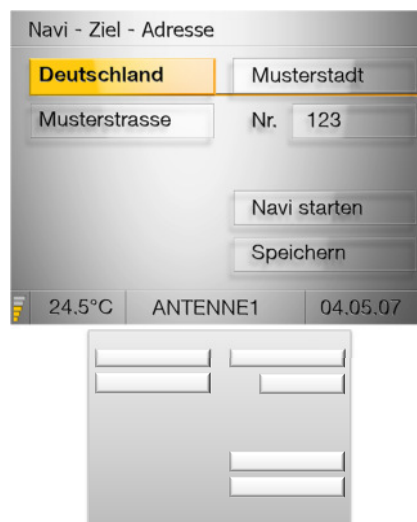 Navi - Ziel - Adresse
Deutschland Musterstadt
Musterstrasse Nr. 123
Navi starten
Speichern
24.5°C ANTENNE1 04.05.07